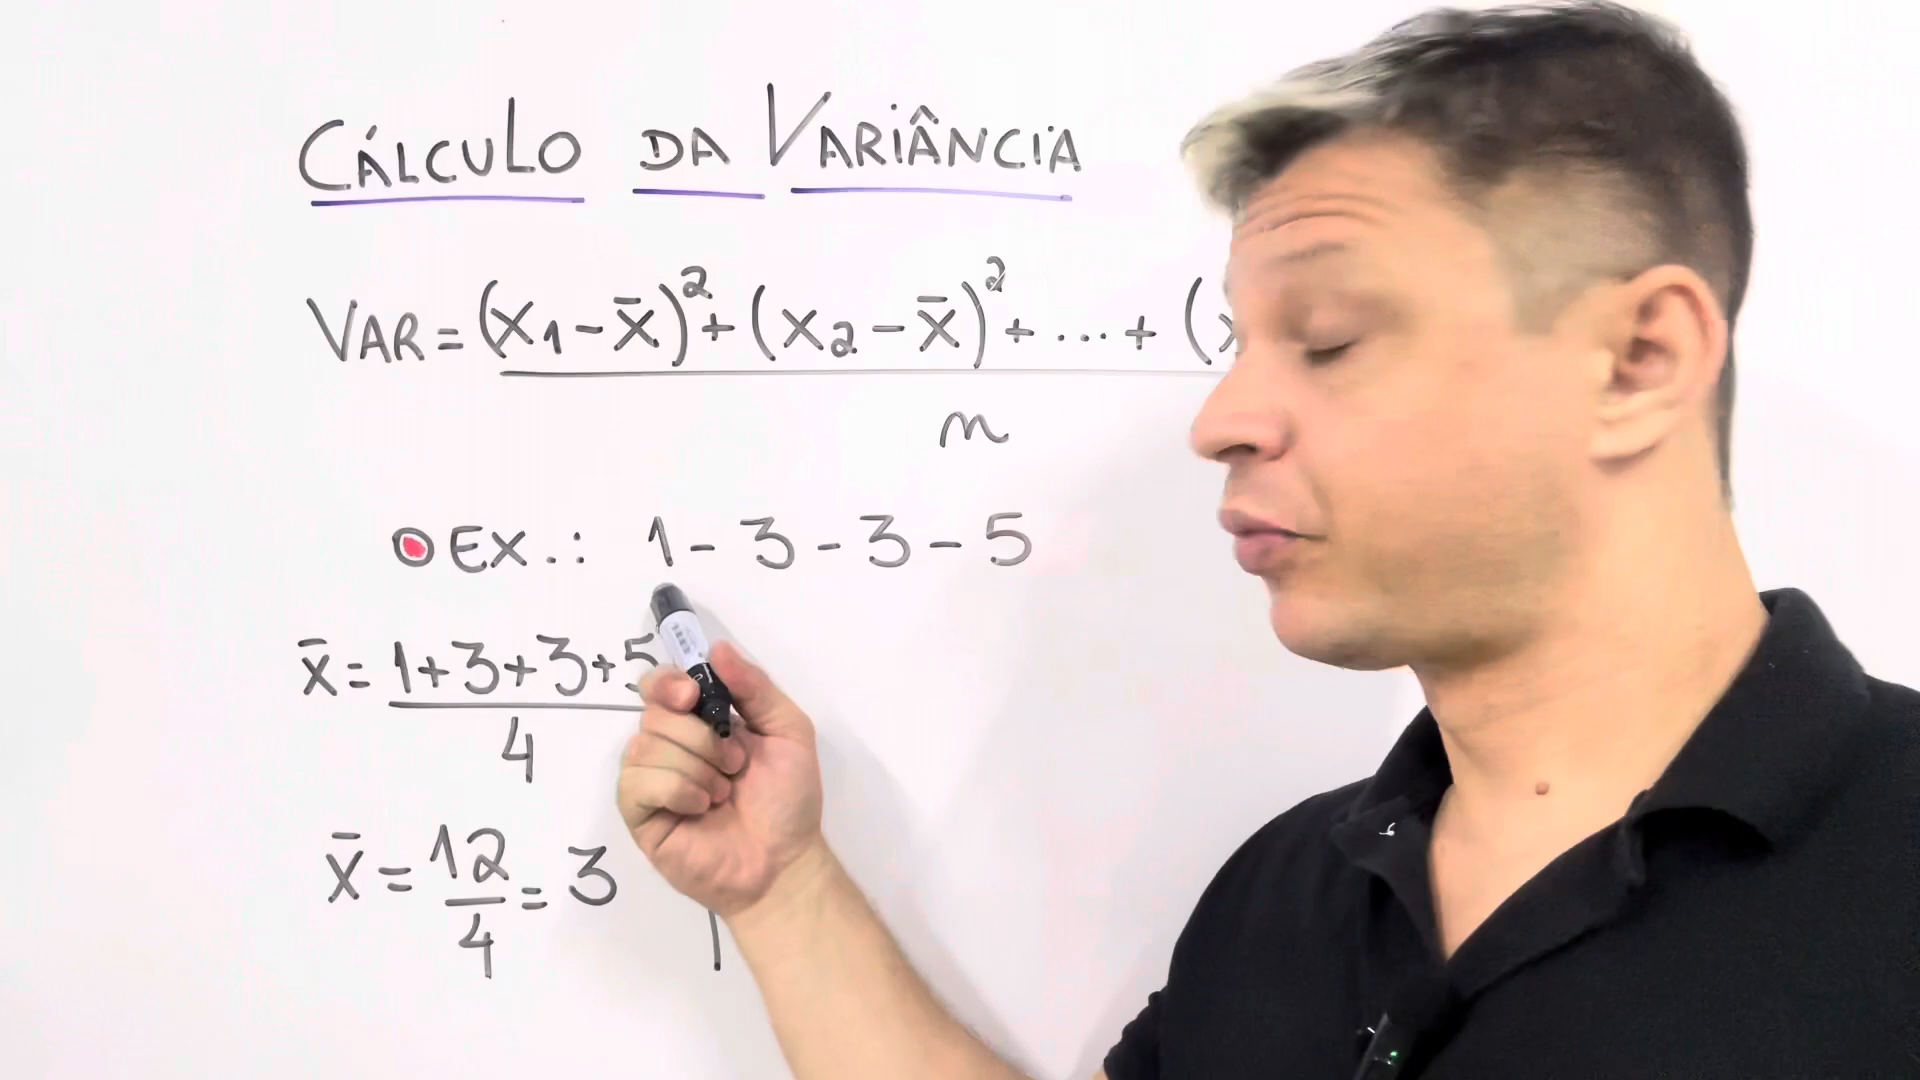 CÁLCULO DA VARIÂNCIA
VAR = (x₁ - x̄)² + (x₂ - x̄)² + ... + (x
n
EX.: 1 - 3 - 3 - 5
x̄ = 1+3+3+5
4
x̄ = 12/4 = 3